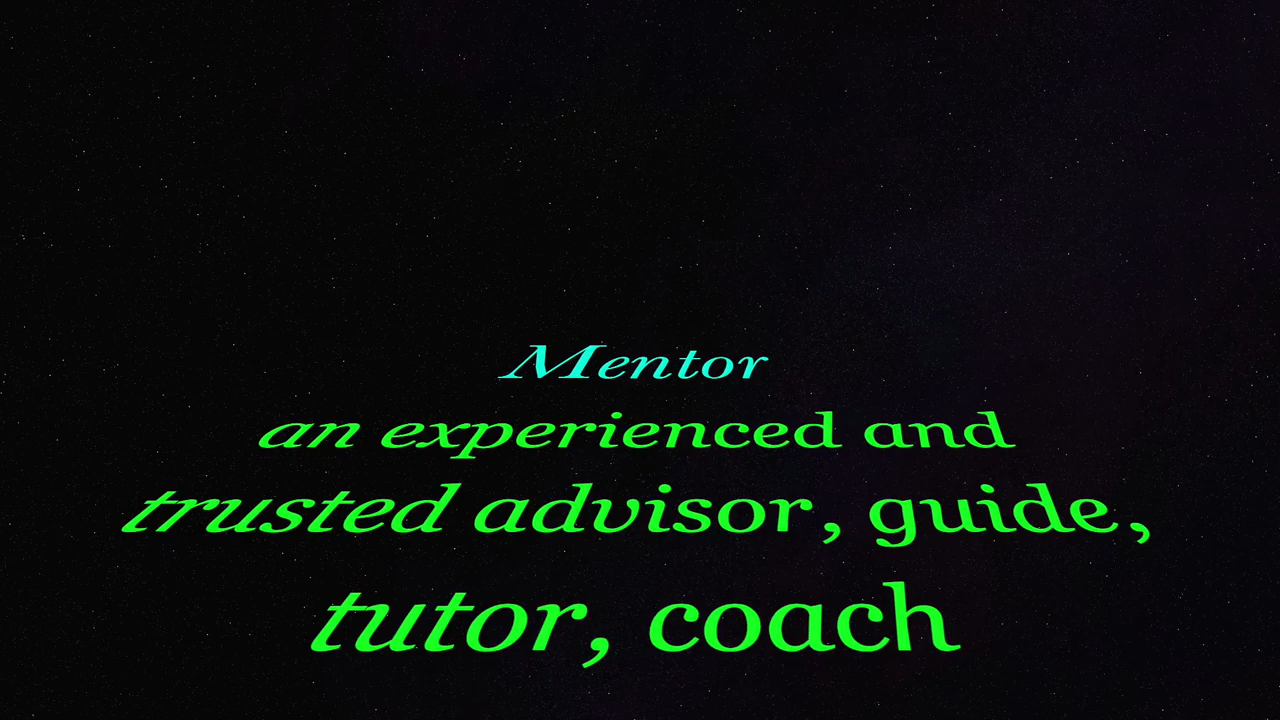 Mentor
an experienced and
trusted advisor, guide,
tutor, coach